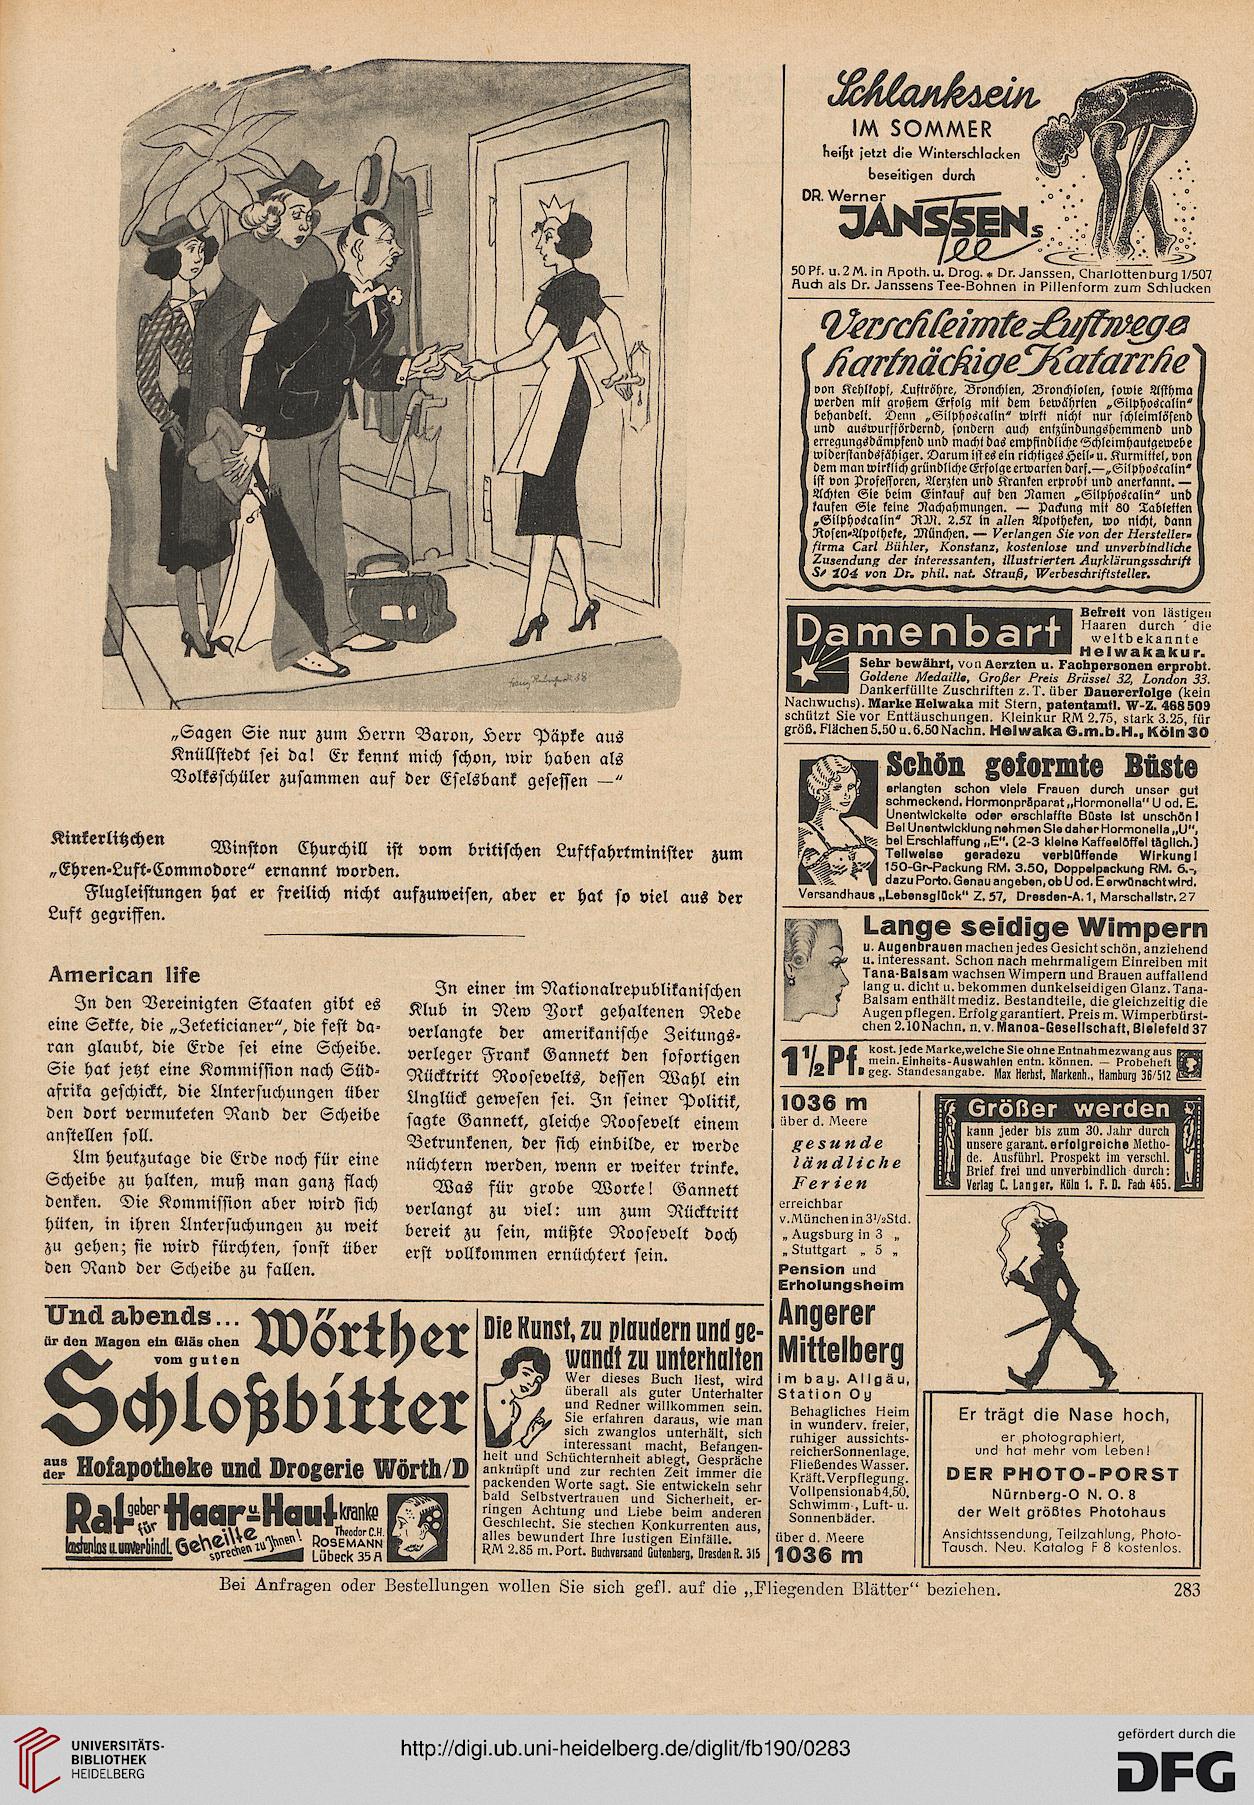 „Sagen Sie nur zum Herrn Baron, Herr Päpke aus
Knüllstedt sei da! Er kennt mich schon, wir haben als
Volksschüler zusammen auf der Eselsbank gesessen —“
Kinkerlitzchen
Winston Churchill ist vom britischen Luftfahrtminister zum
„Ehren-Luft-Commodore“ ernannt worden.
Flugleistungen hat er freilich nicht aufzuweisen, aber er hat so viel aus der
Luft gegriffen.
American life
In den Vereinigten Staaten gibt es
eine Sekte, die „Zeteticianer“, die fest da-
ran glaubt, die Erde sei eine Scheibe.
Sie hat jetzt eine Kommission nach Süd-
afrika geschickt, die Untersuchungen über
den dort vermuteten Rand der Scheibe
anstellen soll.
Um heutzutage die Erde noch für eine
Scheibe zu halten, muß man ganz flach
denken. Die Kommission aber wird sich
hüten, in ihren Untersuchungen zu weit
zu gehen; sie wird fürchten, sonst über
den Rand der Scheibe zu fallen.
In einer im Nationalrepublikanischen
Klub in New York gehaltenen Rede
verlangte der amerikanische Zeitungs-
verleger Frank Gannett den sofortigen
Rücktritt Roosevelts, dessen Wahl ein
Unglück gewesen sei. In seiner Politik,
sagte Gannett, gleiche Roosevelt einem
Betrunkenen, der sich einbilde, er werde
nüchtern werden, wenn er weiter trinke.
Was für grobe Worte! Gannett
verlangt zu viel: um zum Rücktritt
bereit zu sein, müßte Roosevelt doch
erst vollkommen ernüchtert sein.
Und abends...
ür den Magen ein Gläs chen
vom guten
Wörther
Schloßbitter
aus der Hofapotheke und Drogerie Wörth/D
Rat geber für Haar- u. Haut kranke
kostenlos u. unverbindl. Geheilte sprechen zu Ihnen!
Theodor C.H.
ROSEMANN
Lübeck 35 A
Die Kunst, zu plaudern und ge-
wandt zu unterhalten
Wer dieses Buch liest, wird
überall als guter Unterhalter
und Redner willkommen sein.
Sie erfahren daraus, wie man
sich zwanglos unterhält, sich
interessant macht, Befangen-
heit und Schüchternheit ablegt, Gespräche
anknüpft und zur rechten Zeit immer die
packenden Worte sagt. Sie entwickeln sehr
bald Selbstvertrauen und Sicherheit, er-
ringen Achtung und Liebe beim anderen
Geschlecht. Sie stechen Konkurrenten aus,
alles bewundert Ihre lustigen Einfälle.
RM 2.85 m. Port. Buchversand Gutenberg, Dresden R. 315
Schlanksein
IM SOMMER
heißt jetzt die Winterschlacken
beseitigen durch
DR. Werner
JANSSENs
Tee
50 Pf. u. 2 M. in Apoth. u. Drog. * Dr. Janssen, Charlottenburg 1/507
Auch als Dr. Janssens Tee-Bohnen in Pillenform zum Schlucken
Verschleimte Luftwege
hartnäckige Katarrhe
von Kehlkopf, Luftröhre, Bronchien, Bronchiolen, sowie Asthma
werden mit großem Erfolg mit dem bewährten „Silphoscalin“
behandelt. Denn „Silphoscalin“ wirkt nicht nur schleimlösend
und auswurffördernd, sondern auch entzündungshemmend und
erregungsdämpfend und macht das empfindliche Schleimhautgewebe
widerstandsfähiger. Darum ist es ein richtiges Heil- u. Kurmittel, von
dem man wirklich gründliche Erfolge erwarten darf. — „Silphoscalin“
ist von Professoren, Aerzten und Kranken erprobt und anerkannt. —
Achten Sie beim Einkauf auf den Namen „Silphoscalin“ und
kaufen Sie keine Nachahmungen. — Packung mit 80 Tabletten
„Silphoscalin“ RM. 2.57 in allen Apotheken, wo nicht, dann
Rosen-Apotheke, München. — Verlangen Sie von der Hersteller-
firma Carl Bühler, Konstanz, kostenlose und unverbindliche
Zusendung der interessanten, illustrierten Aufklärungsschrift
S/ 104 von Dr. phil. nat. Strauß, Werbeschriftsteller.
Damenbart
Befreit von lästigen
Haaren durch die
weltbekannte
Helwakakur.
Sehr bewährt, von Aerzten u. Fachpersonen erprobt.
Goldene Medaille, Großer Preis Brüssel 32, London 33.
Dankerfüllte Zuschriften z. T. über Dauererfolge (kein
Nachwuchs). Marke Helwaka mit Stern, patentamtl. W-Z. 468 509
schützt Sie vor Enttäuschungen. Kleinkur RM 2.75, stark 3.25, für
größ. Flächen 5.50 u. 6.50 Nachn. Helwaka G.m.b.H., Köln 30
Schön geformte Büste
erlangten schon viele Frauen durch unser gut
schmeckend. Hormonpräparat „Hormonella“ U od. E.
Unentwickelte oder erschlaffte Büste ist unschön!
Bei Unentwicklung nehmen Sie daher Hormonella „U“,
bei Erschlaffung „E“. (2-3 kleine Kaffeelöffel täglich.)
Teilweise geradezu verblüffende Wirkung!
150-Gr-Packung RM. 3.50, Doppelpackung RM. 6.-,
dazu Porto. Genau angeben, ob U od. E erwünscht wird.
Versandhaus „Lebensglück“ Z. 57, Dresden-A. 1, Marschallstr. 27
Lange seidige Wimpern
u. Augenbrauen machen jedes Gesicht schön, anziehend
u. interessant. Schon nach mehrmaligem Einreiben mit
Tana-Balsam wachsen Wimpern und Brauen auffallend
lang u. dicht u. bekommen dunkelseidigen Glanz. Tana-
Balsam enthält mediz. Bestandteile, die gleichzeitig die
Augen pflegen. Erfolg garantiert. Preis m. Wimperbürst-
chen 2.10 Nachn. n. v. Manoa-Gesellschaft, Bielefeld 37
1½ Pf.
kost. jede Marke, welche Sie ohne Entnahmezwang aus
mein. Einheits-Auswahlen entn. können. — Probeheft
geg. Standesangabe. Max Herbst, Markenh., Hamburg 36/512
1036 m
über d. Meere
gesunde
ländliche
Ferien
erreichbar
v. München in 3½ Std.
„ Augsburg in 3 „
„ Stuttgart „ 5 „
Pension und
Erholungsheim
Angerer
Mittelberg
im bay. Allgäu,
Station Oy
Behagliches Heim
in wunderv. freier,
ruhiger aussichts-
reicher Sonnenlage.
Fließendes Wasser.
Kräft. Verpflegung.
Vollpension ab 4,50.
Schwimm-, Luft- u.
Sonnenbäder.
über d. Meere
1036 m
Größer werden
kann jeder bis zum 30. Jahr durch
unsere garant. erfolgreiche Metho-
de. Ausführl. Prospekt im verschl.
Brief frei und unverbindlich durch:
Verlag C. Langer, Köln 1. F. D. Fach 465.
Er trägt die Nase hoch,
er photographiert,
und hat mehr vom Leben!
DER PHOTO-PORST
Nürnberg-O N. O. 8
der Welt größtes Photohaus
Ansichtssendung, Teilzahlung, Photo-
Tausch. Neu. Katalog F 8 kostenlos.
Bei Anfragen oder Bestellungen wollen Sie sich gefl. auf die „Fliegenden Blätter“ beziehen.
283
UNIVERSITÄTS-
BIBLIOTHEK
HEIDELBERG
http://digi.ub.uni-heidelberg.de/diglit/fb190/0283
gefördert durch die
DFG